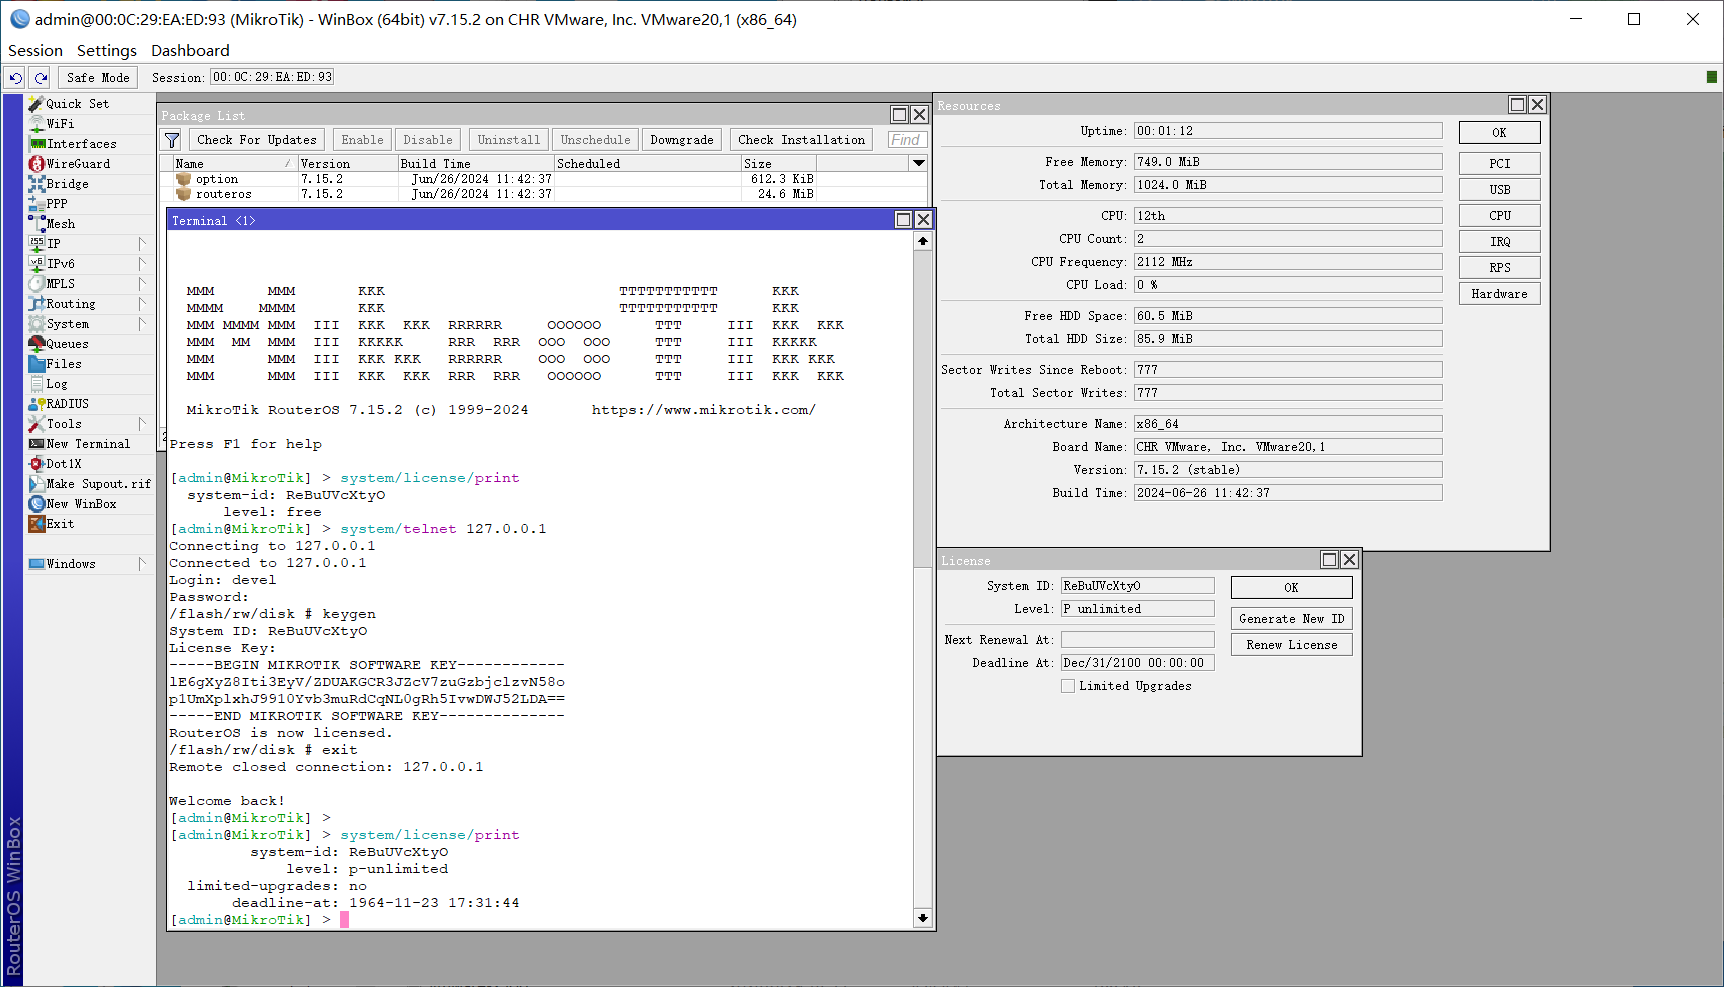 admin@00:0C:29:EA:ED:93 (MikroTik) - WinBox (64bit) v7.15.2 on CHR VMware, Inc. VMware20,1 (x86_64)
Session Settings Dashboard
Safe Mode Session: 00:0C:29:EA:ED:93
Quick Set
WiFi
Interfaces
WireGuard
Bridge
PPP
Mesh
IP
IPv6
MPLS
Routing
System
Queues
Files
Log
RADIUS
Tools
New Terminal
Dot1X
Make Supout.rif
New WinBox
Exit
Windows
RouterOS WinBox
Package List
Check For Updates Enable Disable Uninstall Unschedule Downgrade Check Installation Find
Name Version Build Time Scheduled Size
option 7.15.2 Jun/26/2024 11:42:37 612.3 KiB
routeros 7.15.2 Jun/26/2024 11:42:37 24.6 MiB
Terminal <1>
MMM      MMM       KKK                          TTTTTTTTTTT      KKK
MMMM    MMMM       KKK                          TTTTTTTTTTT      KKK
MMM MMMM MMM  III  KKK  KKK  RRRRRR     OOOOOO      TTT     III  KKK  KKK
MMM  MM  MMM  III  KKKKK     RRR  RRR  OOO  OOO     TTT     III  KKKKK
MMM      MMM  III  KKK KKK   RRRRRR    OOO  OOO     TTT     III  KKK KKK
MMM      MMM  III  KKK  KKK  RRR  RRR   OOOOOO      TTT     III  KKK  KKK
MikroTik RouterOS 7.15.2 (c) 1999-2024 https://www.mikrotik.com/
Press F1 for help
[admin@MikroTik] > system/license/print
system-id: ReBuUVcXtyO
level: free
[admin@MikroTik] > system/telnet 127.0.0.1
Connecting to 127.0.0.1
Connected to 127.0.0.1
Login: devel
Password:
/flash/rw/disk # keygen
System ID: ReBuUVcXtyO
License Key:
-----BEGIN MIKROTIK SOFTWARE KEY------------
lE6gXyZ8Iti3EyV/ZDUAKGCR3JZcV7zuGzbjclzvN58o
p1UmXplxhJ9910Yvb3muRdCqNL0gRh5IvwDWJ52LDA==
-----END MIKROTIK SOFTWARE KEY--------------
RouterOS is now licensed.
/flash/rw/disk # exit
Remote closed connection: 127.0.0.1
Welcome back!
[admin@MikroTik] >
[admin@MikroTik] > system/license/print
system-id: ReBuUVcXtyO
level: p-unlimited
limited-upgrades: no
deadline-at: 1964-11-23 17:31:44
[admin@MikroTik] >
Resources
Uptime: 00:01:12
Free Memory: 749.0 MiB
Total Memory: 1024.0 MiB
CPU: 12th
CPU Count: 2
CPU Frequency: 2112 MHz
CPU Load: 0 %
Free HDD Space: 60.5 MiB
Total HDD Size: 85.9 MiB
Sector Writes Since Reboot: 777
Total Sector Writes: 777
Architecture Name: x86_64
Board Name: CHR VMware, Inc. VMware20,1
Version: 7.15.2 (stable)
Build Time: 2024-06-26 11:42:37
OK
PCI
USB
CPU
IRQ
RPS
Hardware
License
System ID: ReBuUVcXtyO
Level: P unlimited
Next Renewal At:
Deadline At: Dec/31/2100 00:00:00
Limited Upgrades
OK
Generate New ID
Renew License